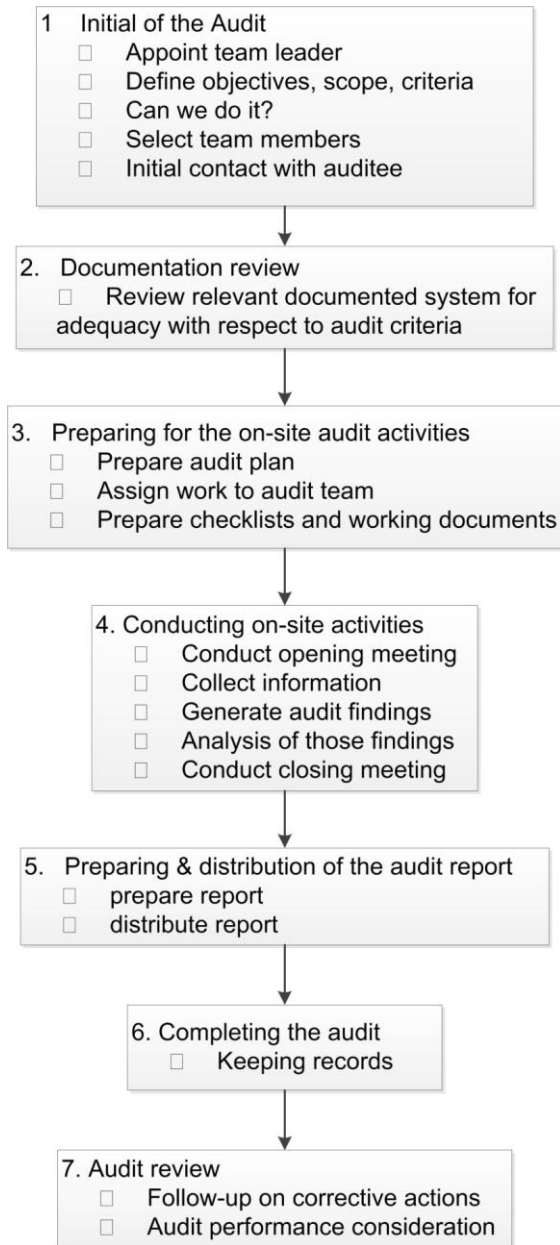 1 Initial of the Audit
□ Appoint team leader
□ Define objectives, scope, criteria
□ Can we do it?
□ Select team members
□ Initial contact with auditee
2. Documentation review
□ Review relevant documented system for
adequacy with respect to audit criteria
3. Preparing for the on-site audit activities
□ Prepare audit plan
□ Assign work to audit team
□ Prepare checklists and working documents
4. Conducting on-site activities
□ Conduct opening meeting
□ Collect information
□ Generate audit findings
□ Analysis of those findings
□ Conduct closing meeting
5. Preparing & distribution of the audit report
□ prepare report
□ distribute report
6. Completing the audit
□ Keeping records
7. Audit review
□ Follow-up on corrective actions
□ Audit performance consideration